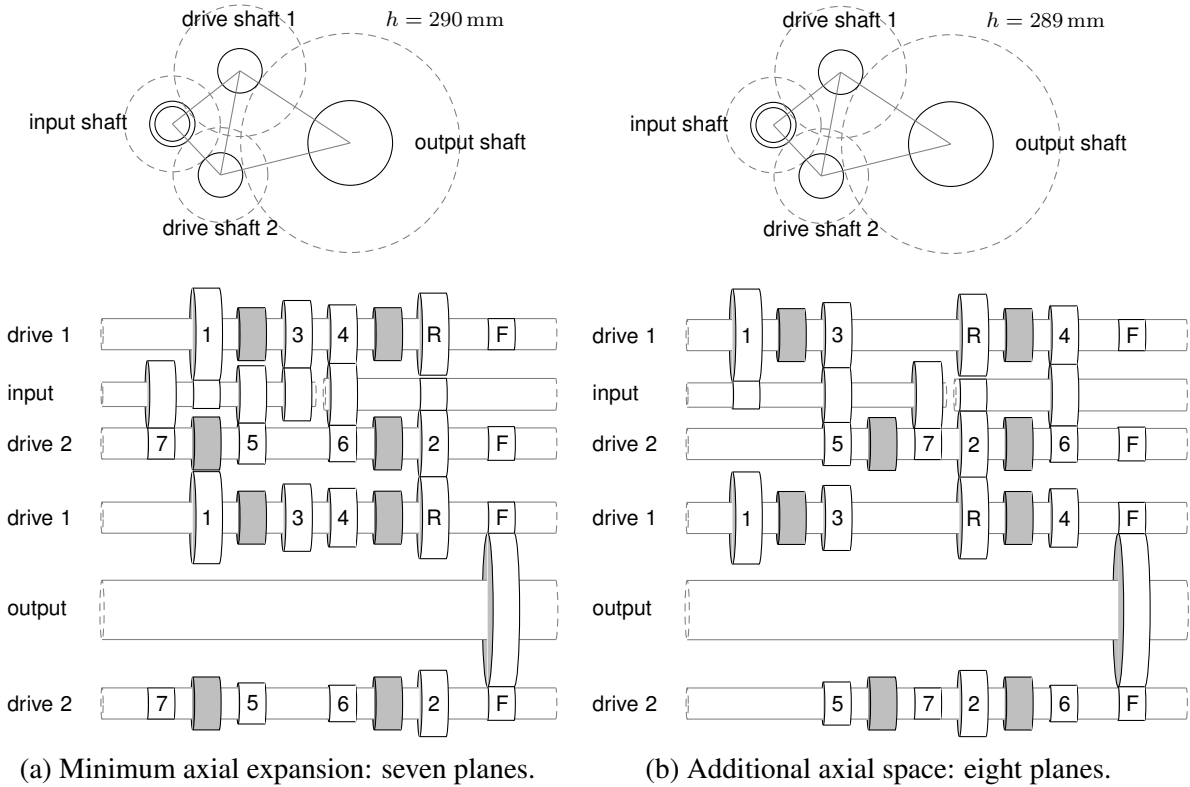 drive shaft 1
h = 290 mm
input shaft
output shaft
drive shaft 2
drive 1
1
3
4
R
F
input
drive 2
7
5
6
2
F
drive 1
1
3
4
R
F
output
drive 2
7
5
6
2
F
(a) Minimum axial expansion: seven planes.
drive shaft 1
h = 289 mm
input shaft
output shaft
drive shaft 2
drive 1
1
3
R
4
F
input
drive 2
5
7
2
6
F
drive 1
1
3
R
4
F
output
drive 2
5
7
2
6
F
(b) Additional axial space: eight planes.